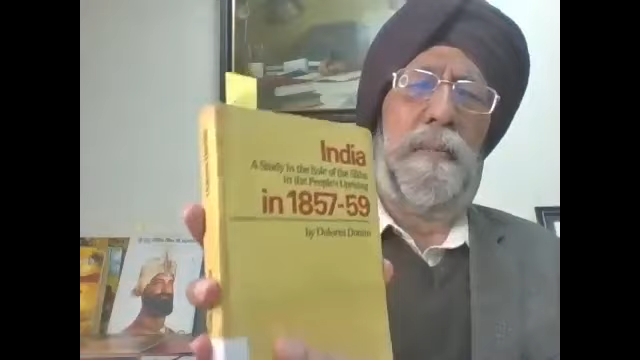 India
A Study in the Role of the Sikhs
in the People's Uprising
in 1857-59
by Dolores Domin